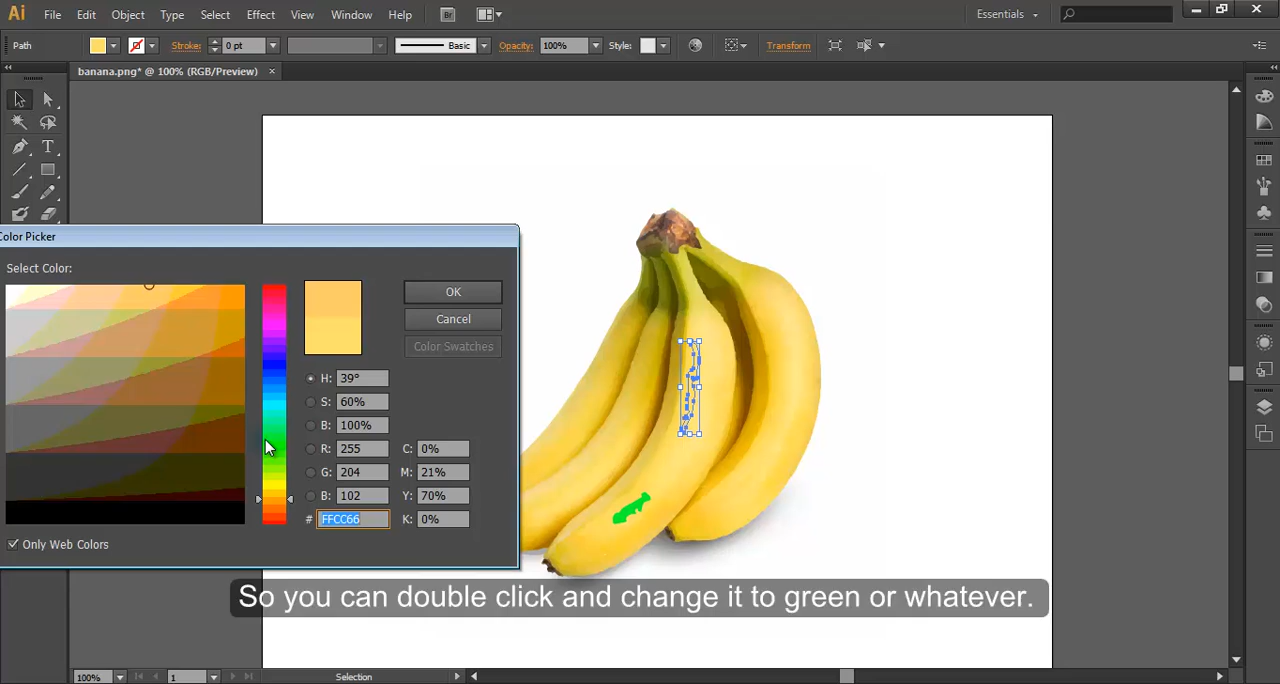 Ai File Edit Object Type Select Effect View Window Help Br Essentials
Path Stroke: 0 pt Basic Opacity: 100% Style: Transform
banana.png* @ 100% (RGB/Preview) ×
T
Color Picker
Select Color:
OK
Cancel
Color Swatches
H: 39°
S: 60%
B: 100%
R: 255 C: 0%
G: 204 M: 21%
B: 102 Y: 70%
# FFCC66 K: 0%
Only Web Colors
So you can double click and change it to green or whatever.
100% 1 Selection